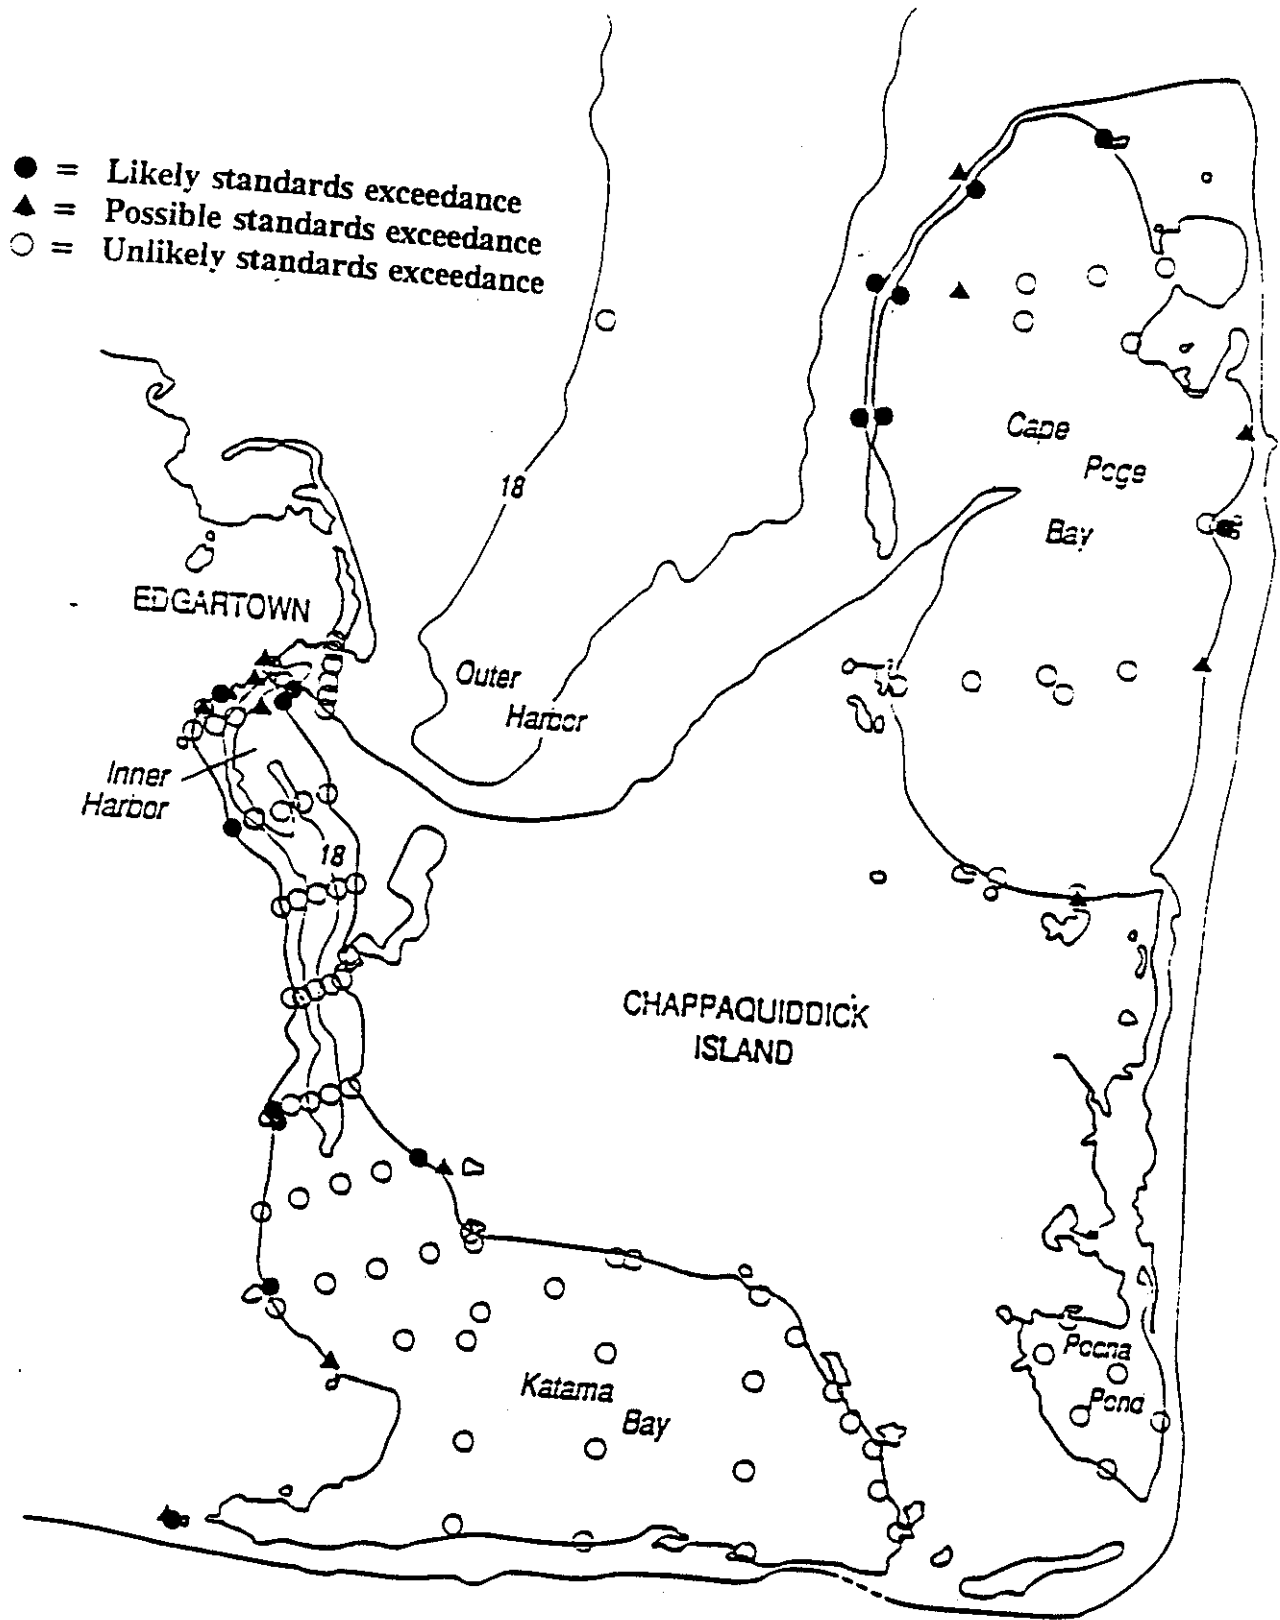 ● = Likely standards exceedance
▲ = Possible standards exceedance
○ = Unlikely standards exceedance
18
Cape
Poge
Bay
EDGARTOWN
Outer
Harbor
Inner
Harbor
18
CHAPPAQUIDDICK
ISLAND
Katama
Bay
Pocha
Pond